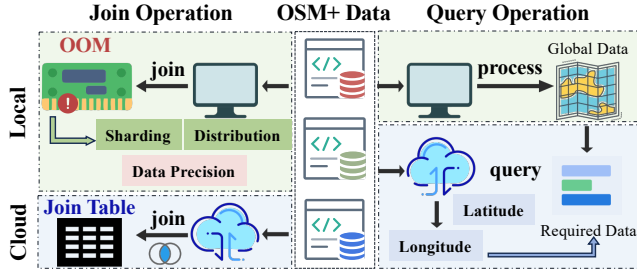 Join Operation
OSM+ Data
Query Operation
Local
OOM
join
Sharding
Distribution
Data Precision
</>
</>
</>
process
Global Data
query
Latitude
Longitude
Required Data
Cloud
Join Table
join